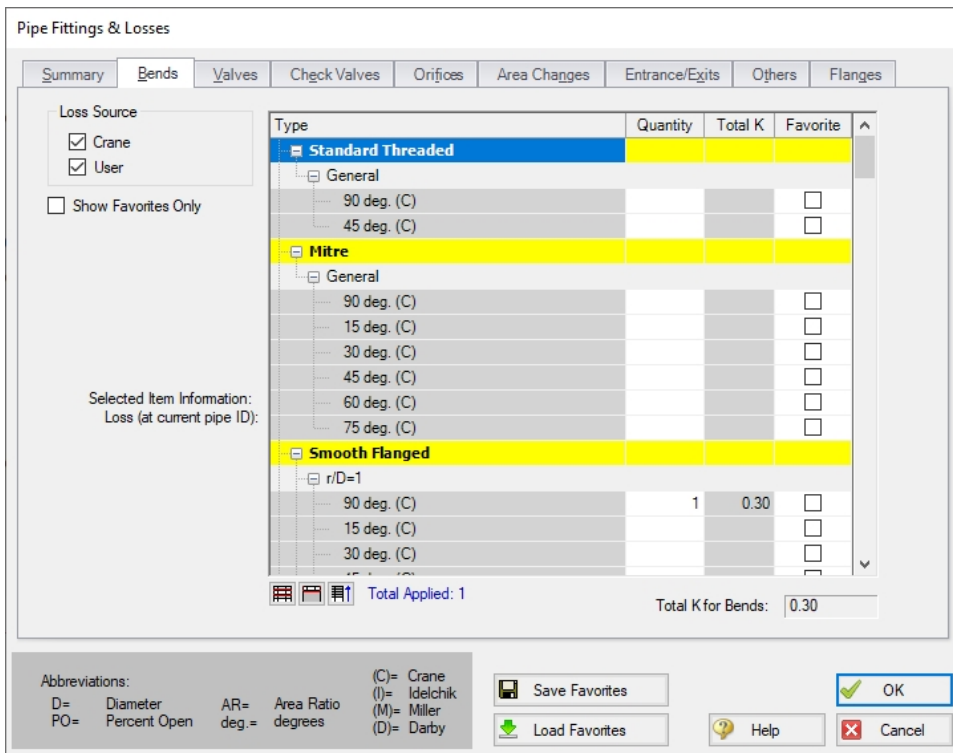 Pipe Fittings & Losses
Summary Bends Valves Check Valves Orifices Area Changes Entrance/Exits Others Flanges
Loss Source
Crane
User
Show Favorites Only
Selected Item Information:
Loss (at current pipe ID):
Type Quantity Total K Favorite
Standard Threaded
General
90 deg. (C)
45 deg. (C)
Mitre
General
90 deg. (C)
15 deg. (C)
30 deg. (C)
45 deg. (C)
60 deg. (C)
75 deg. (C)
Smooth Flanged
r/D=1
90 deg. (C) 1 0.30
15 deg. (C)
30 deg. (C)
Total Applied: 1
Total K for Bends: 0.30
Abbreviations:
D= Diameter
PO= Percent Open
AR= Area Ratio
deg.= degrees
(C)= Crane
(I)= Idelchik
(M)= Miller
(D)= Darby
Save Favorites
Load Favorites
Help
OK
Cancel